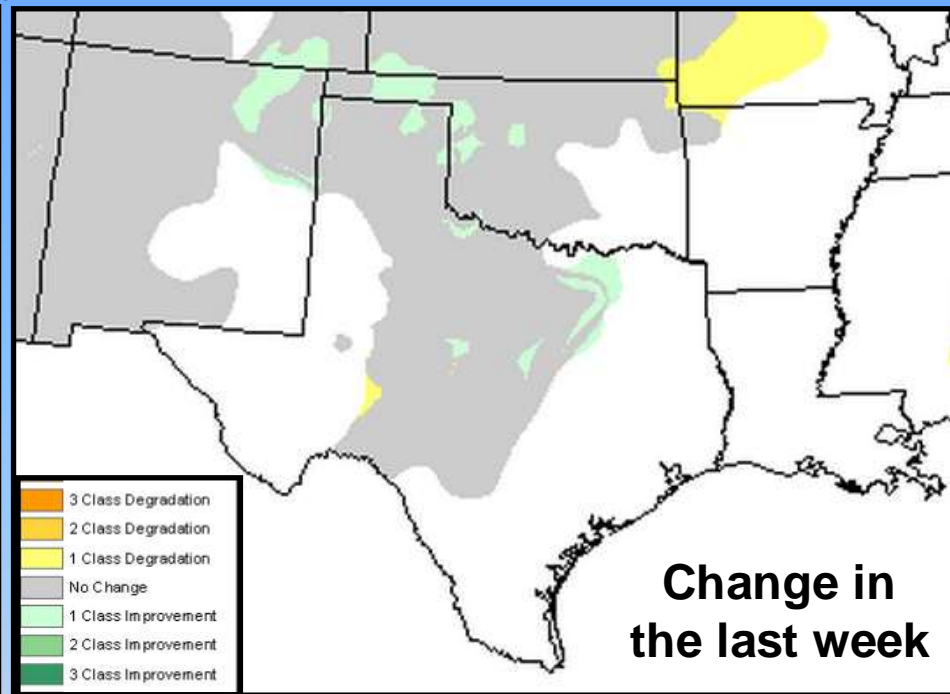 3 Class Degradation
2 Class Degradation
1 Class Degradation
No Change
1 Class Improvement
2 Class Improvement
3 Class Improvement
Change in
the last week